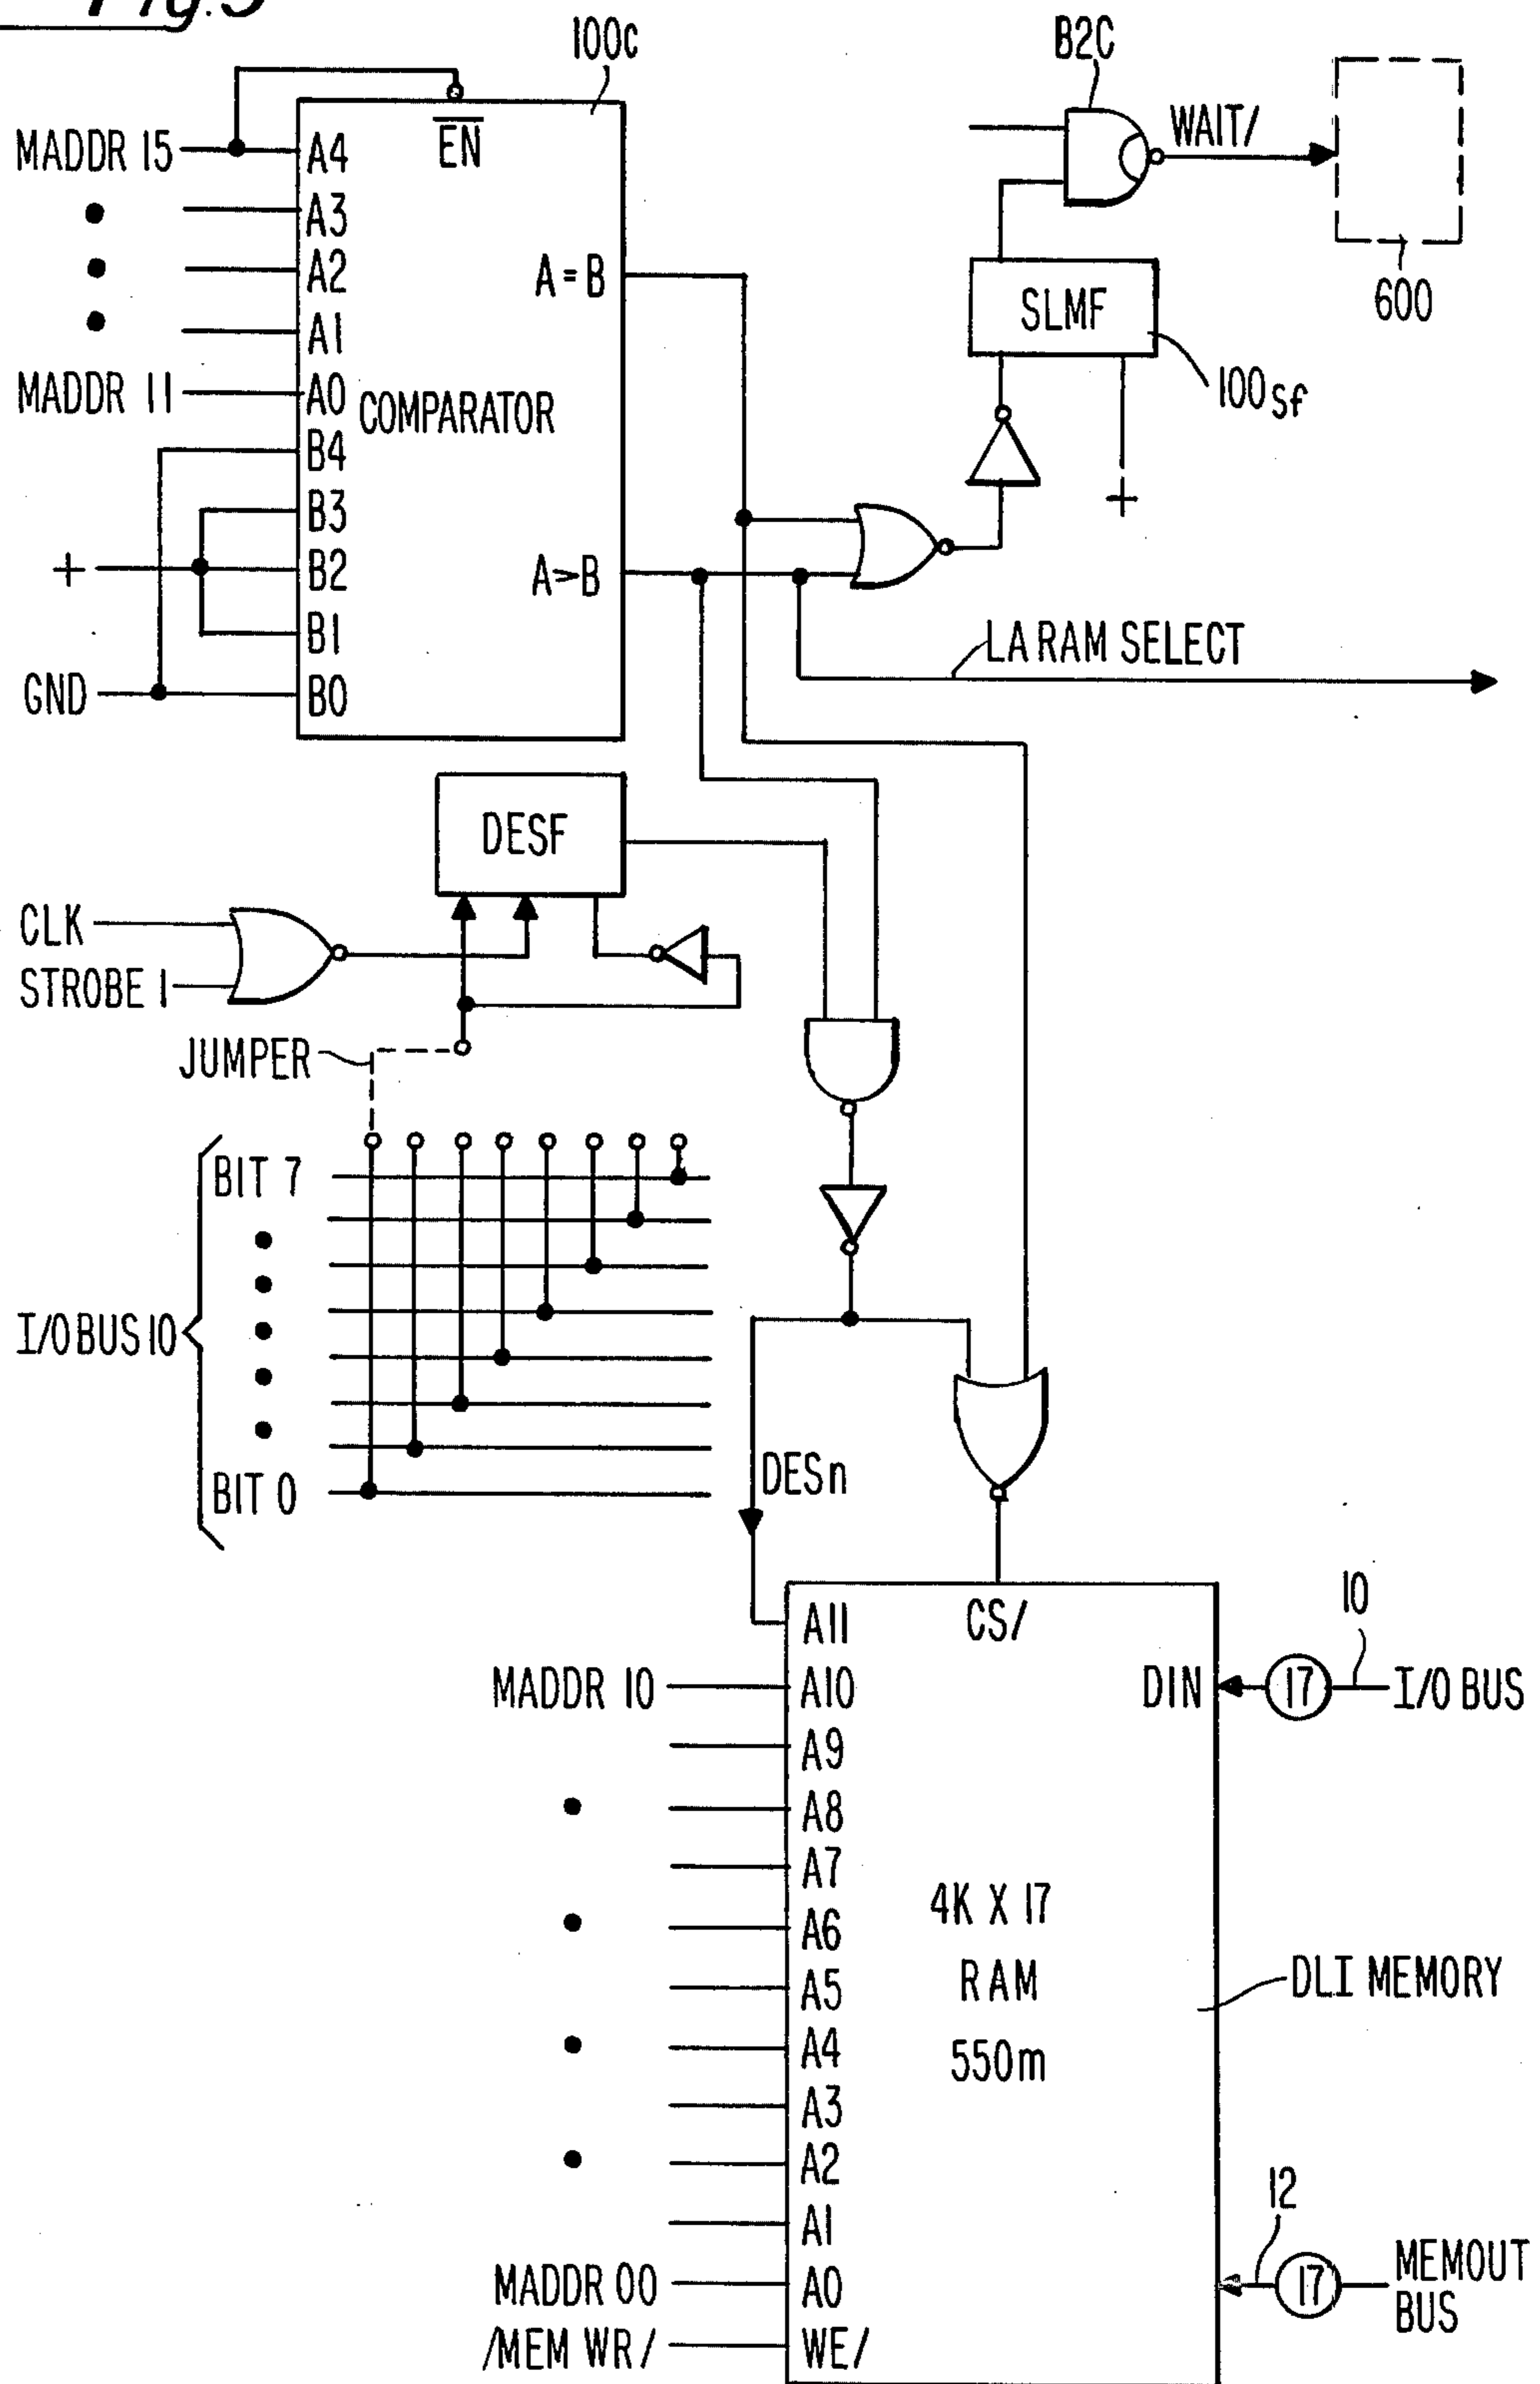 Fig.5
100c
B2C
MADDR 15
A4
EN
WAIT/
A3
A2
A=B
A1
SLMF
600
MADDR 11
A0
COMPARATOR
100sf
B4
B3
+
B2
A>B
+
B1
LA RAM SELECT
GND
B0
DESF
CLK
STROBE 1
JUMPER
BIT 7
I/O BUS 10
BIT 0
DESn
A11
CS/
10
MADDR 10
A10
DIN
17
I/O BUS
A9
A8
A7
A6
4K X 17
RAM
550m
A5
DLI MEMORY
A4
A3
A2
A1
12
MADDR 00
A0
17
MEMOUT
BUS
/MEM WR/
WE/